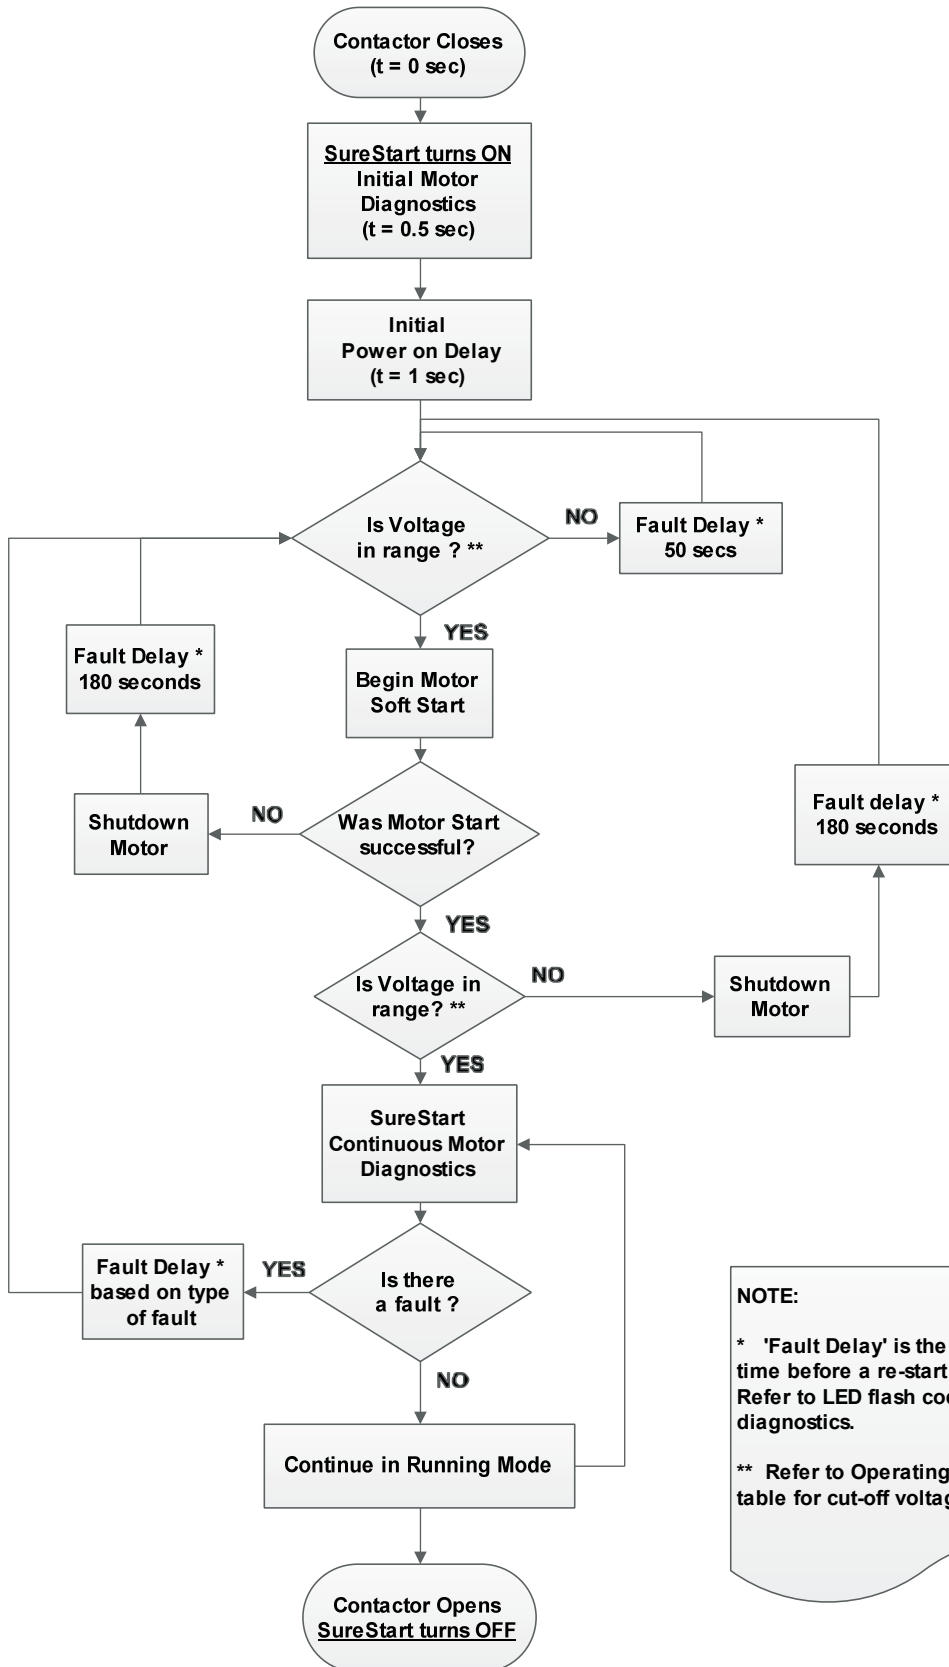 Contactor Closes
(t = 0 sec)
SureStart turns ON
Initial Motor
Diagnostics
(t = 0.5 sec)
Initial
Power on Delay
(t = 1 sec)
Is Voltage
in range ? **
NO
Fault Delay *
50 secs
YES
Fault Delay *
180 seconds
Begin Motor
Soft Start
Shutdown
Motor
NO
Was Motor Start
successful?
Fault delay *
180 seconds
YES
Is Voltage in
range? **
NO
Shutdown
Motor
YES
SureStart
Continuous Motor
Diagnostics
Fault Delay *
based on type
of fault
YES
Is there
a fault ?
NO
Continue in Running Mode
Contactor Opens
SureStart turns OFF
NOTE:
* 'Fault Delay' is the
time before a re-start
Refer to LED flash
diagnostics.
** Refer to Operating
table for cut-off